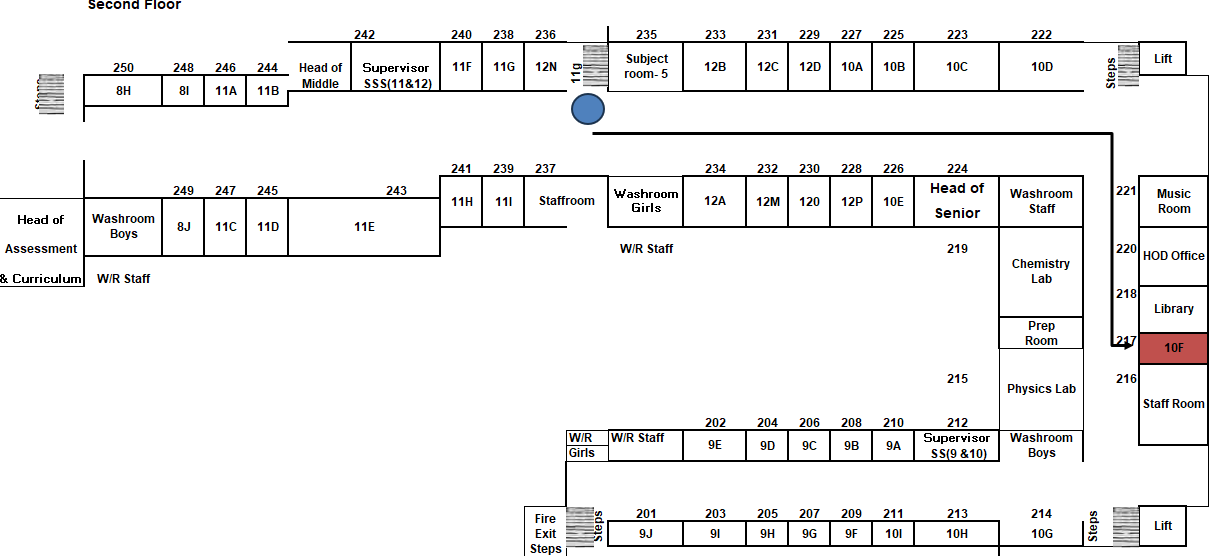 Second Floor
242 240 238 236 235 233 231 229 227 225 223 222
250 248 246 244
Head of Middle
Supervisor SSS(11&12)
11F 11G 12N
11g
Subject room- 5
12B 12C 12D 10A 10B 10C 10D
Steps
Lift
8H 8I 11A 11B
241 239 237 234 232 230 228 226 224
249 247 245 243
11H 11I Staffroom
Washroom Girls
12A 12M 120 12P 10E
Head of Senior
Washroom Staff
221
Music Room
Head of Assessment & Curriculum
Washroom Boys
8J 11C 11D 11E
W/R Staff
W/R Staff
219
Chemistry Lab
220
HOD Office
218
Library
Prep Room
217
10F
215
Physics Lab
216
Staff Room
202 204 206 208 210 212
W/R Girls
W/R Staff
9E 9D 9C 9B 9A
Supervisor SS(9 &10)
Washroom Boys
Fire Exit Steps
Steps
201 203 205 207 209 211 213 214
9J 9I 9H 9G 9F 10I 10H 10G
Steps
Lift